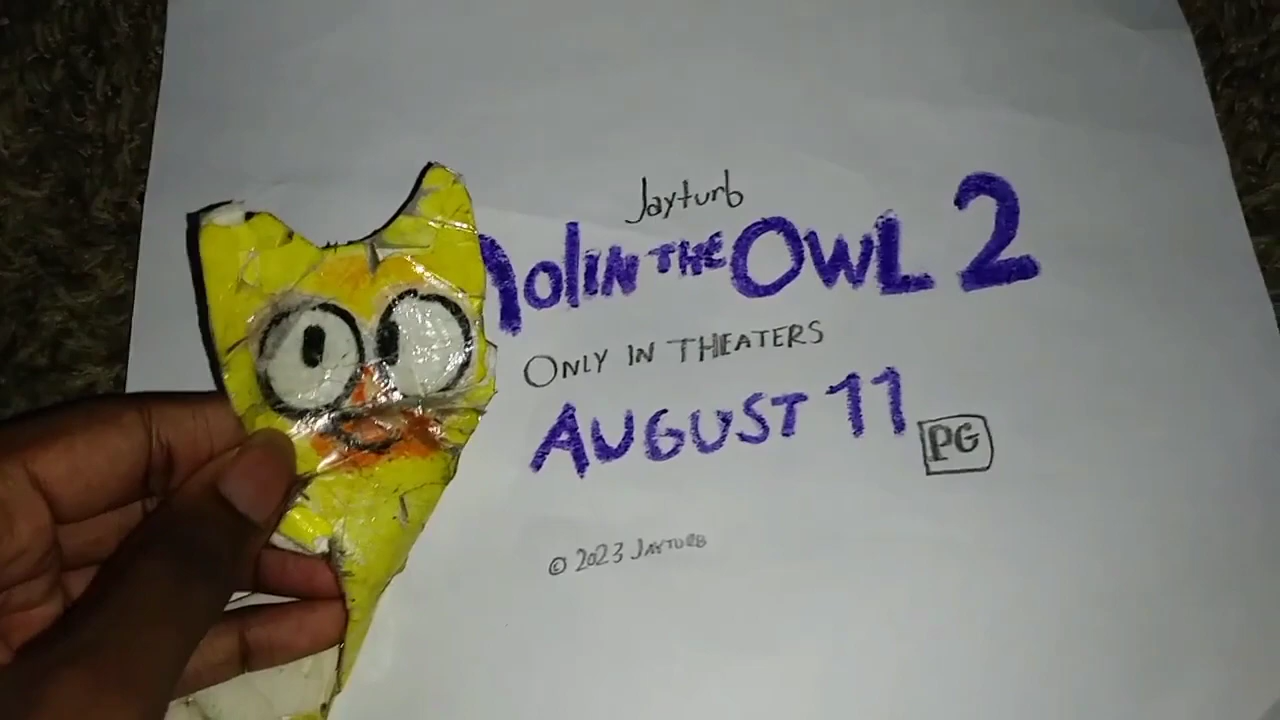 Jayturb
olIN THE OWL 2
ONLY IN THEATERS
AUGUST 11
PG
© 2023 JAYTURB